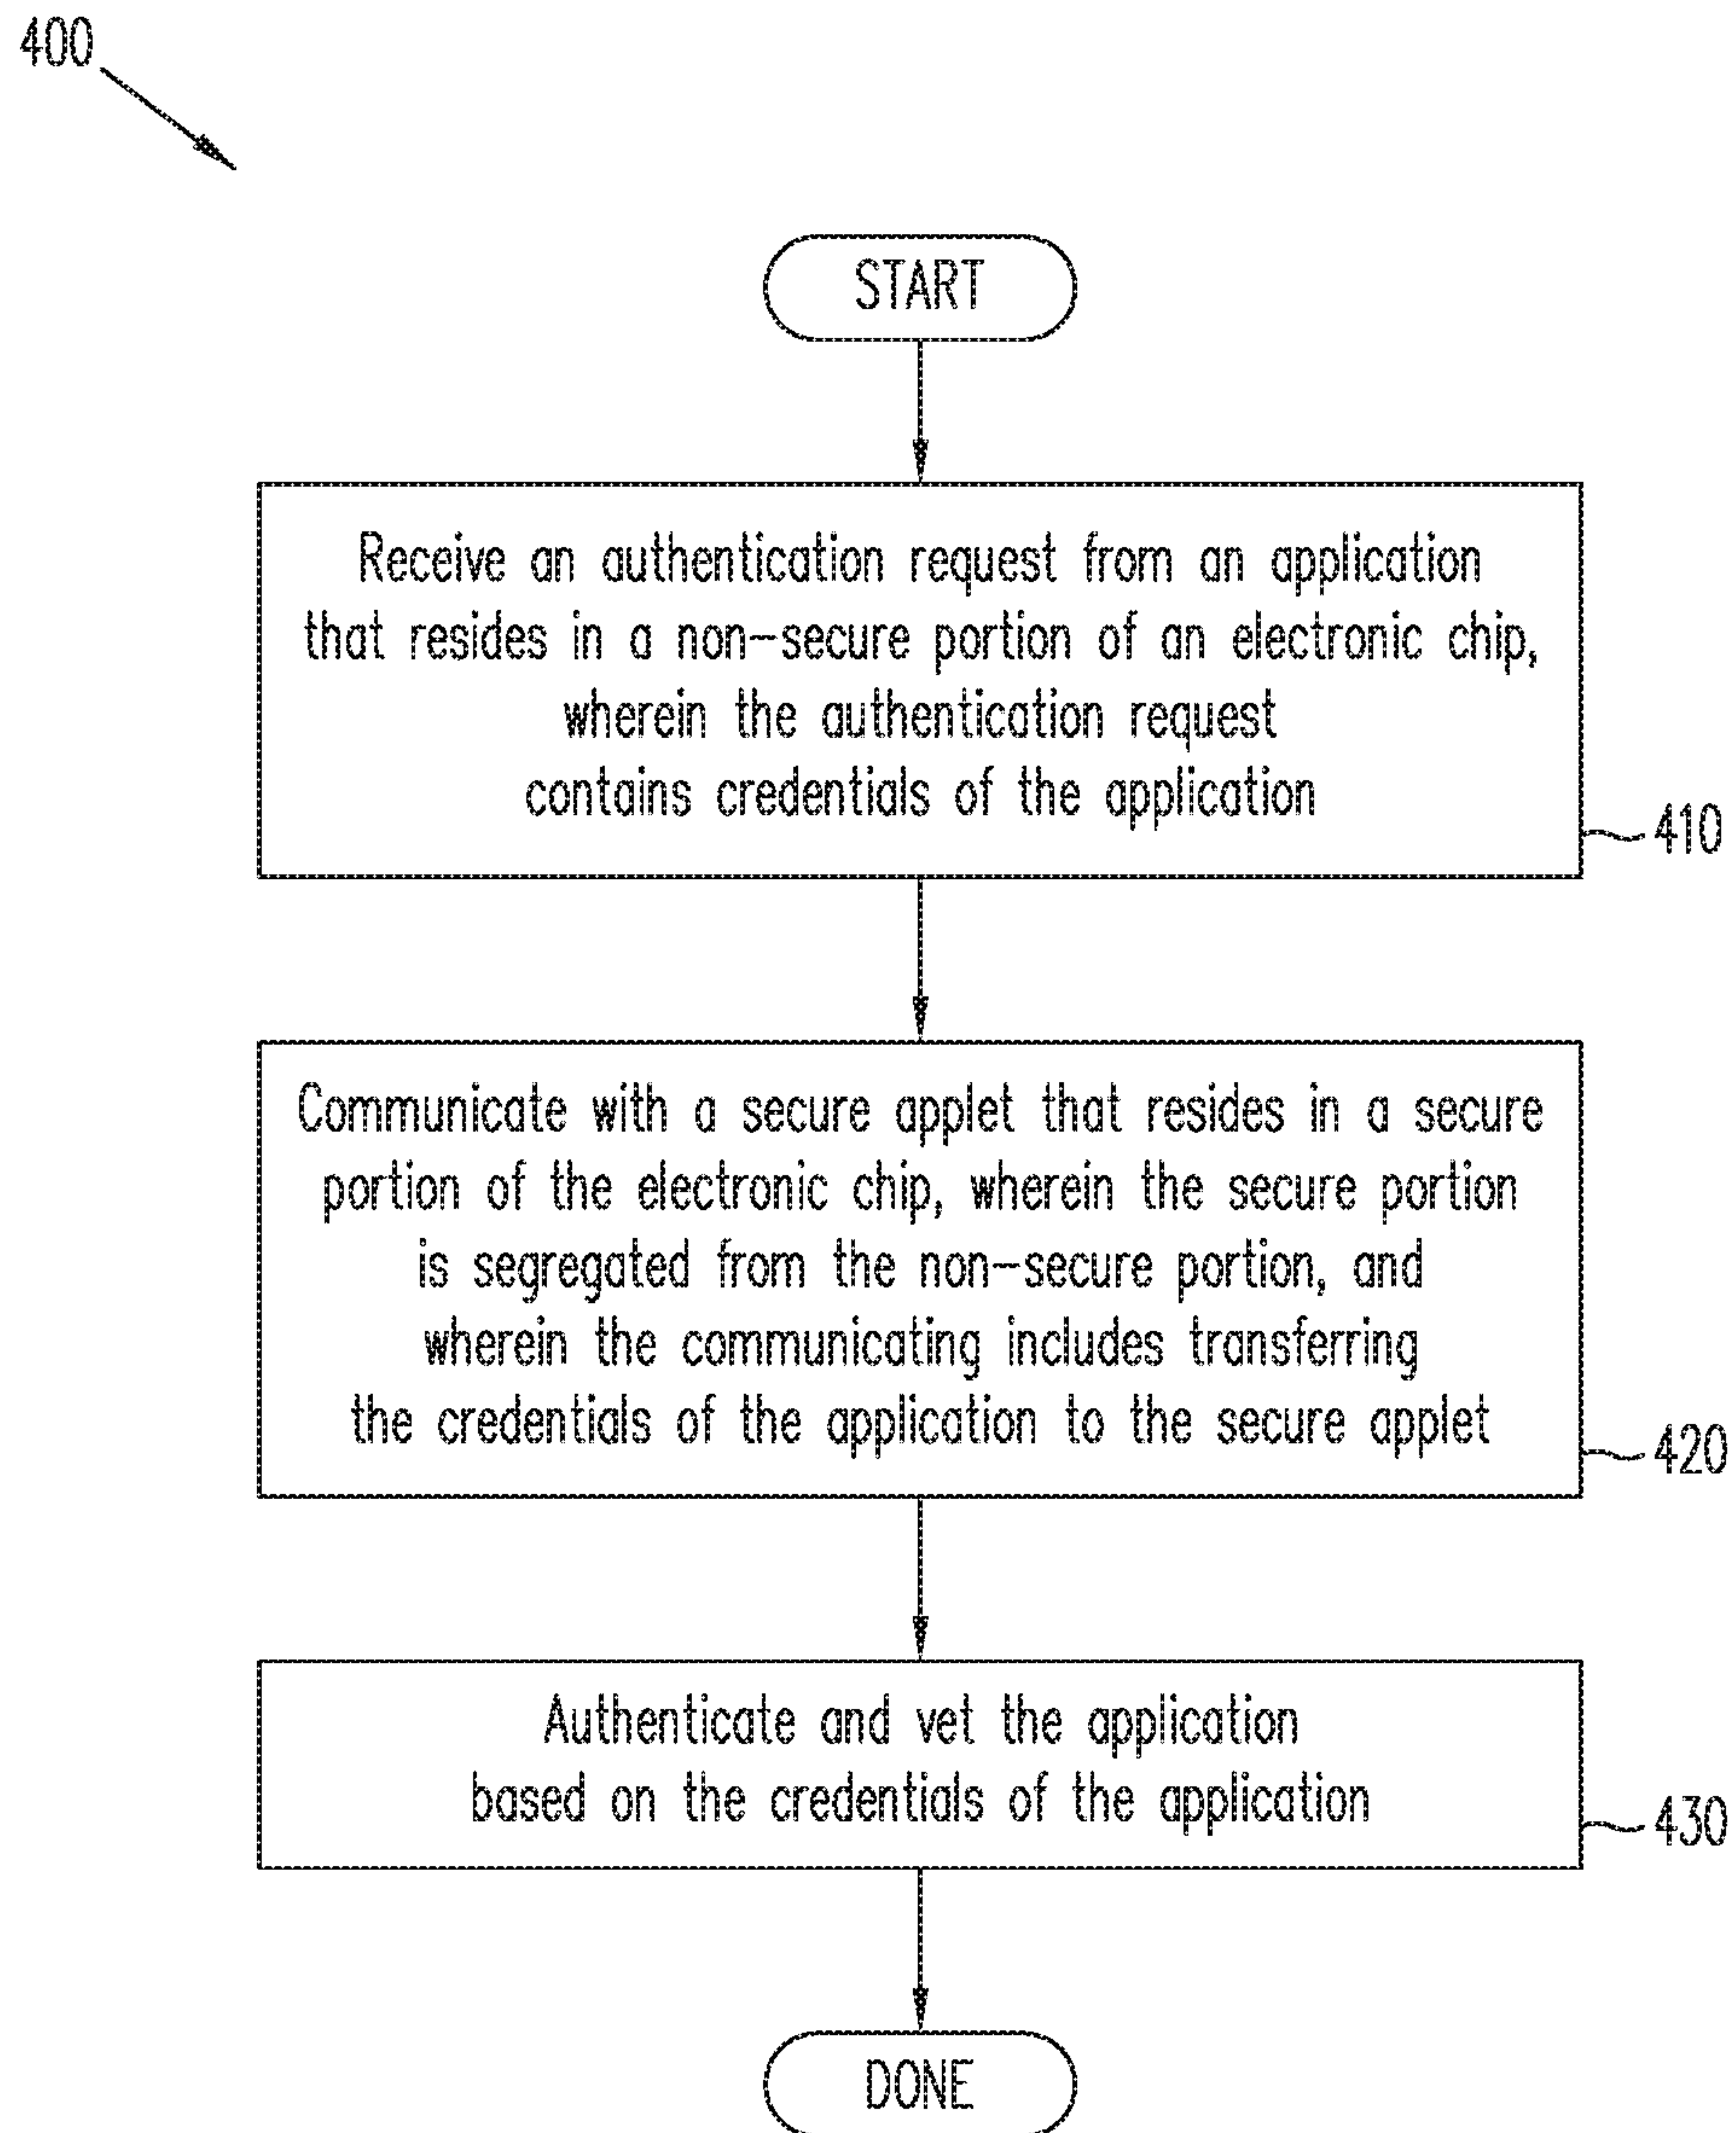 400
START
Receive an authentication request from an application
that resides in a non-secure portion of an electronic chip,
wherein the authentication request
contains credentials of the application
410
Communicate with a secure applet that resides in a secure
portion of the electronic chip, wherein the secure portion
is segregated from the non-secure portion, and
wherein the communicating includes transferring
the credentials of the application to the secure applet
420
Authenticate and vet the application
based on the credentials of the application
430
DONE